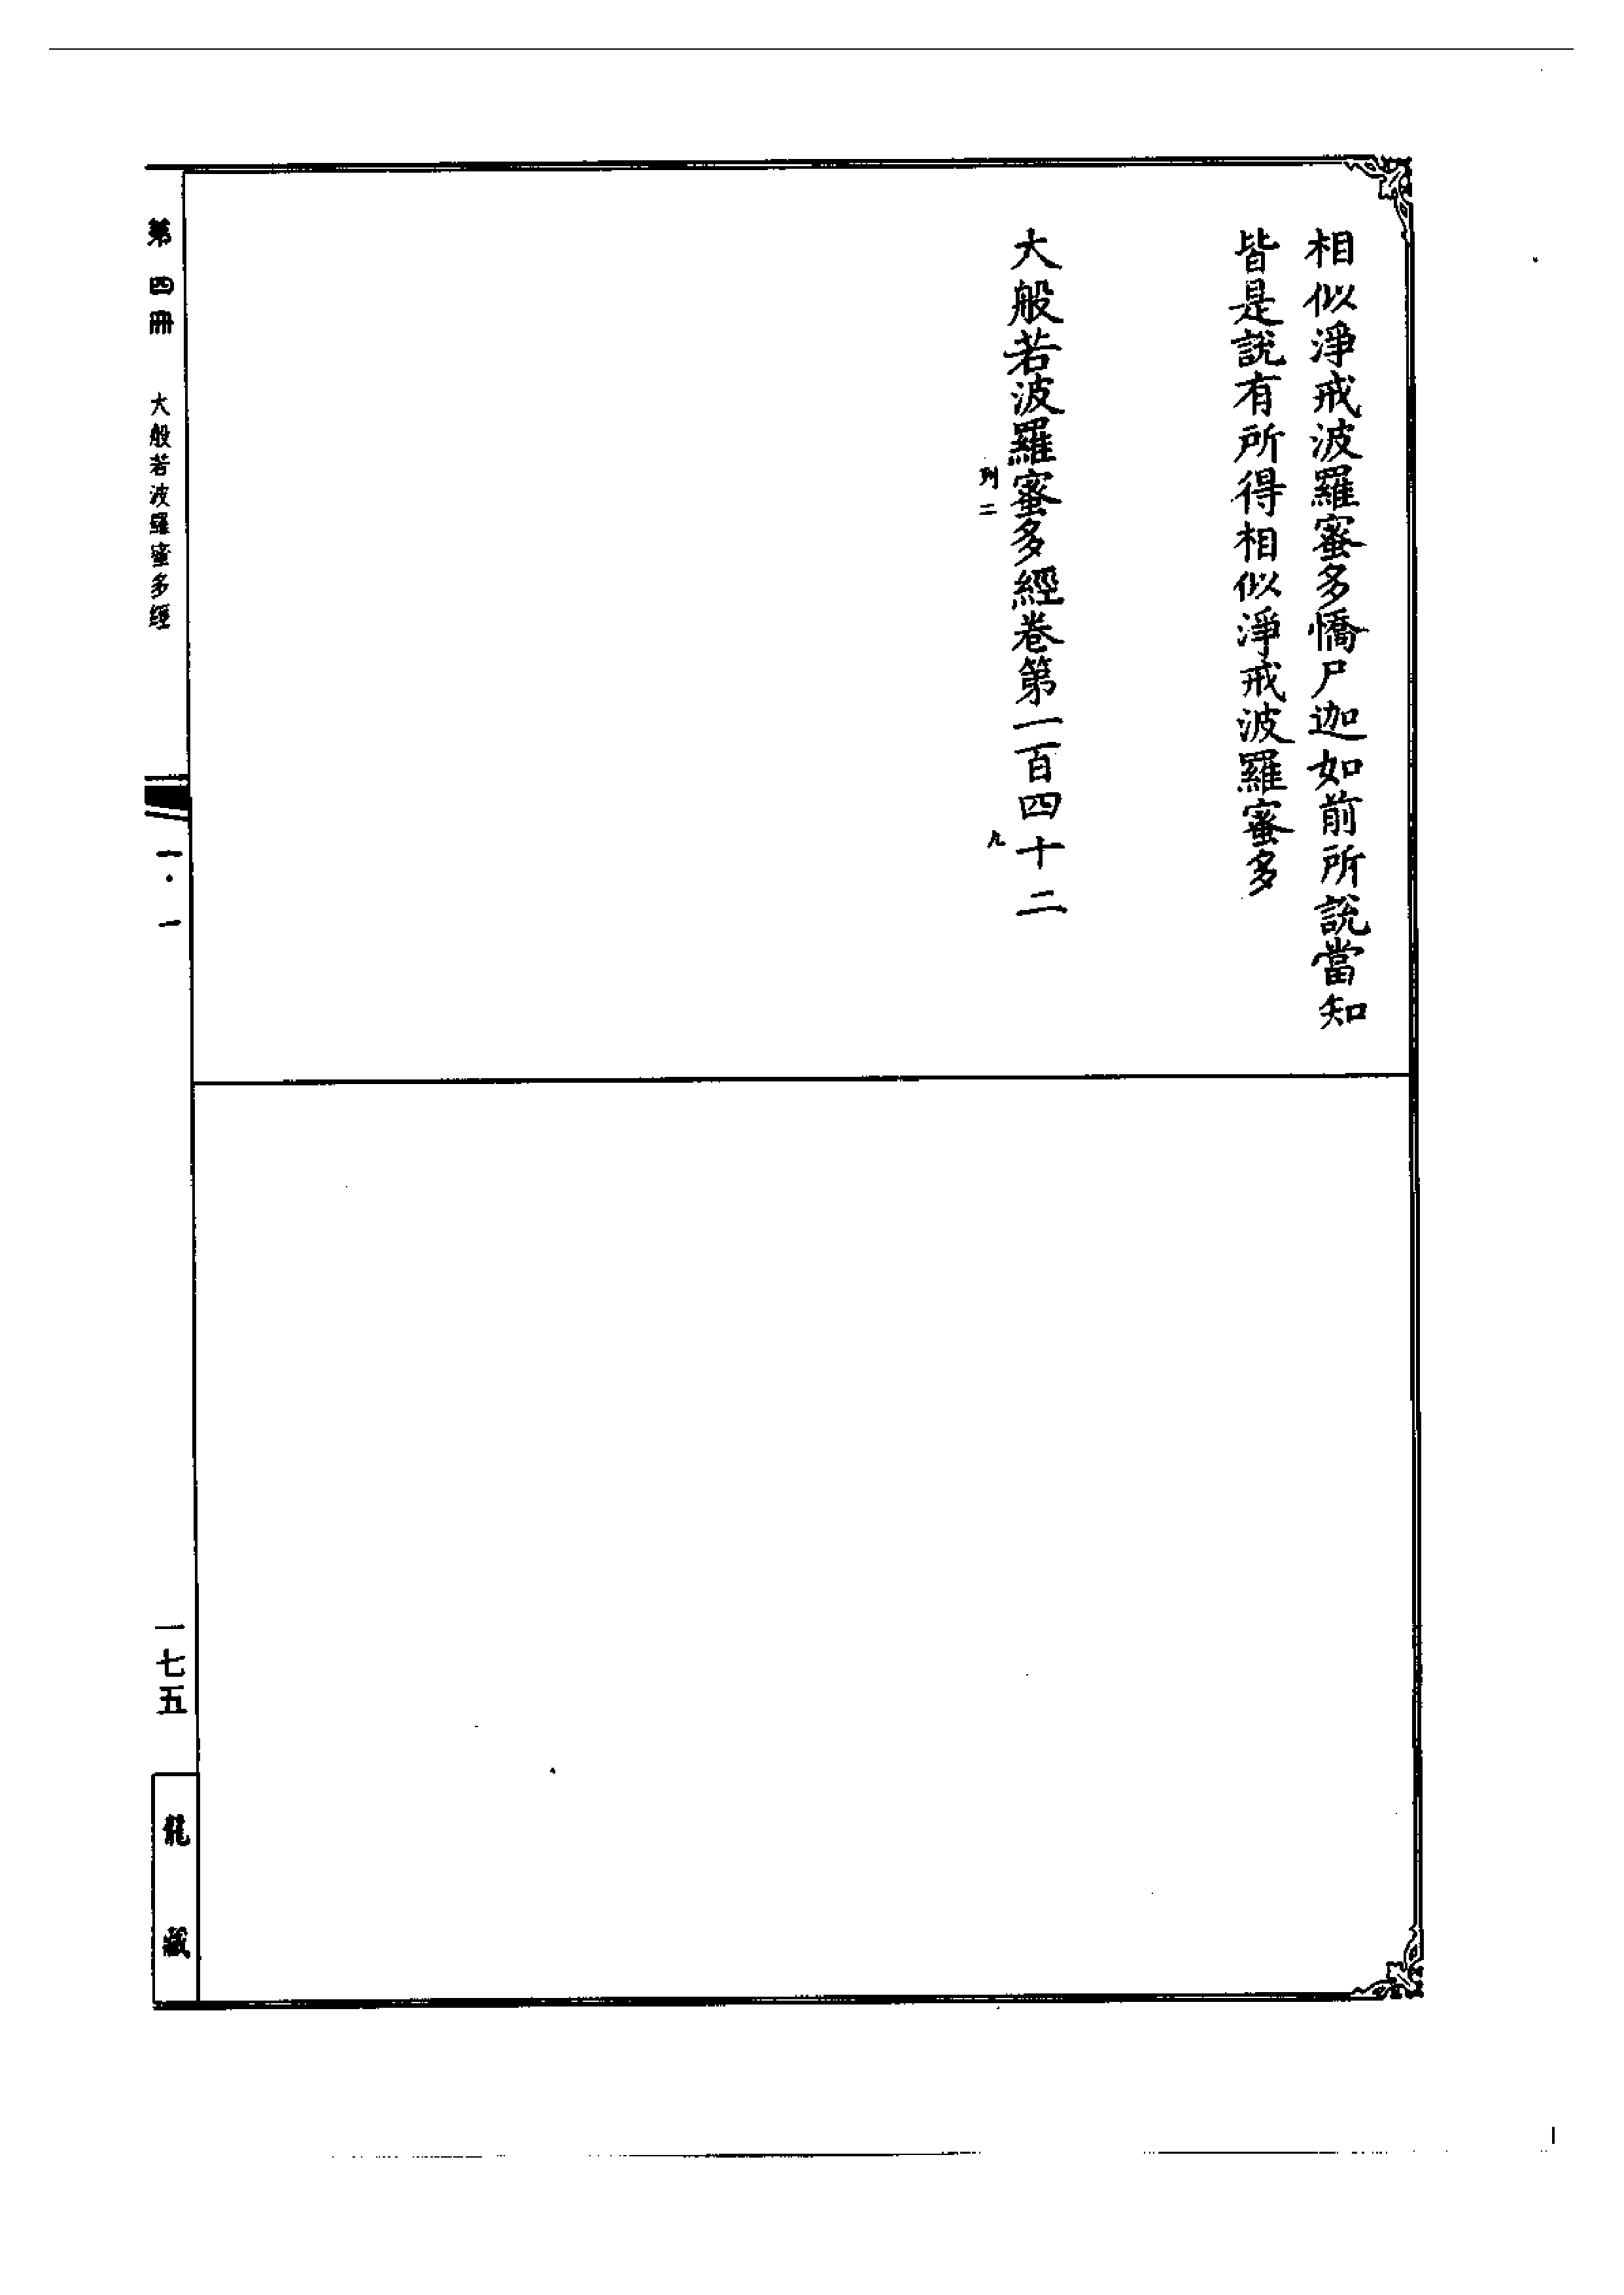 相似淨戒波羅蜜多憍尸迦如前所說當知
皆是說有所得相似淨戒波羅蜜多
大般若波羅蜜多經卷第一百四十二
列二
九
第四冊 大般若波羅蜜多經
一·一
一七五
龍藏